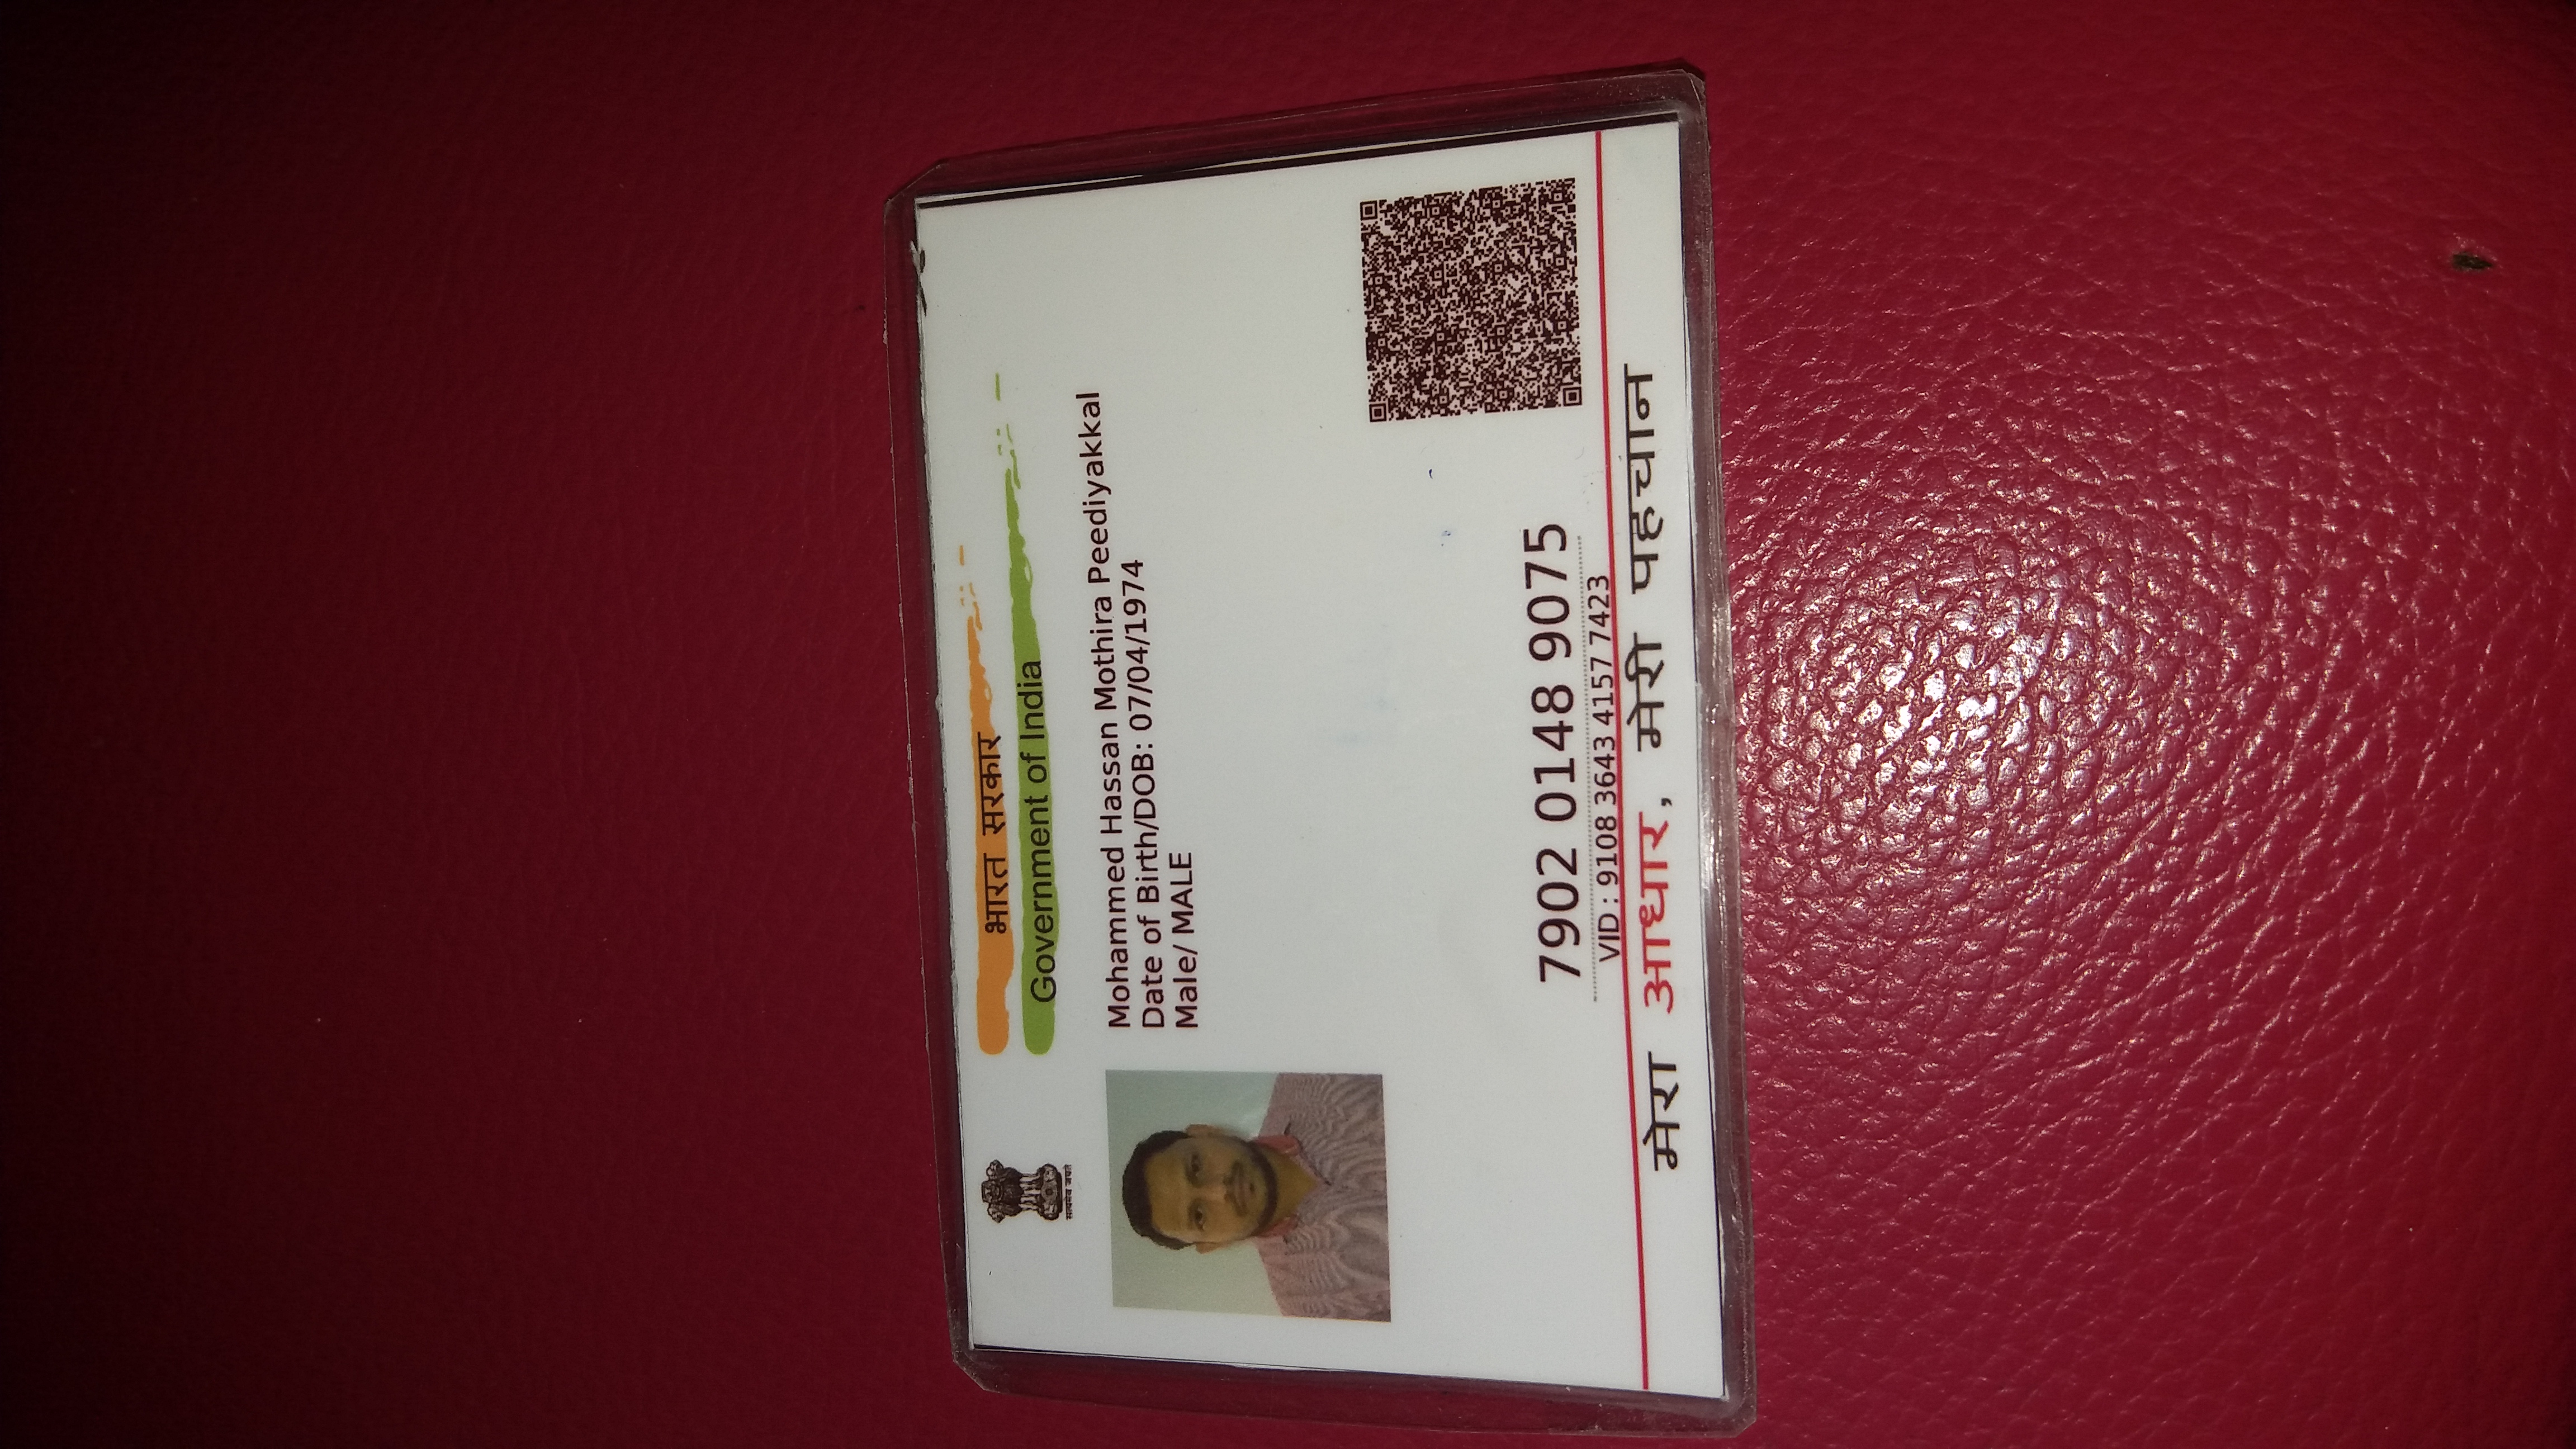 सत्यमेव जयते
भारत सरकार
Government of India
Mohammed Hassan Mothira Peediyakkal
Date of Birth/DOB: 07/04/1974
Male/ MALE
7902 0148 9075
VID : 9108 3643 4157 7423
मेरा आधार, मेरी पहचान